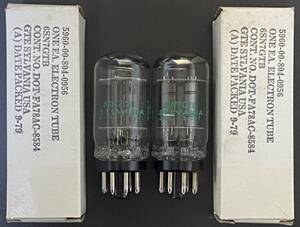 5960-00-804-0956
ONE EA. ELECTRON TUBE
6SN7GTB
CONT. NO. DOT-FA78AC-8584
GTE SYLVANIA USA
(A) DATE PACKED 9-79
5960-00-804-0956
ONE EA. ELECTRON TUBE
6SN7GTB
CONT. NO. DOT-FA78AC-8584
GTE SYLVANIA USA
(A) DATE PACKED 9-79